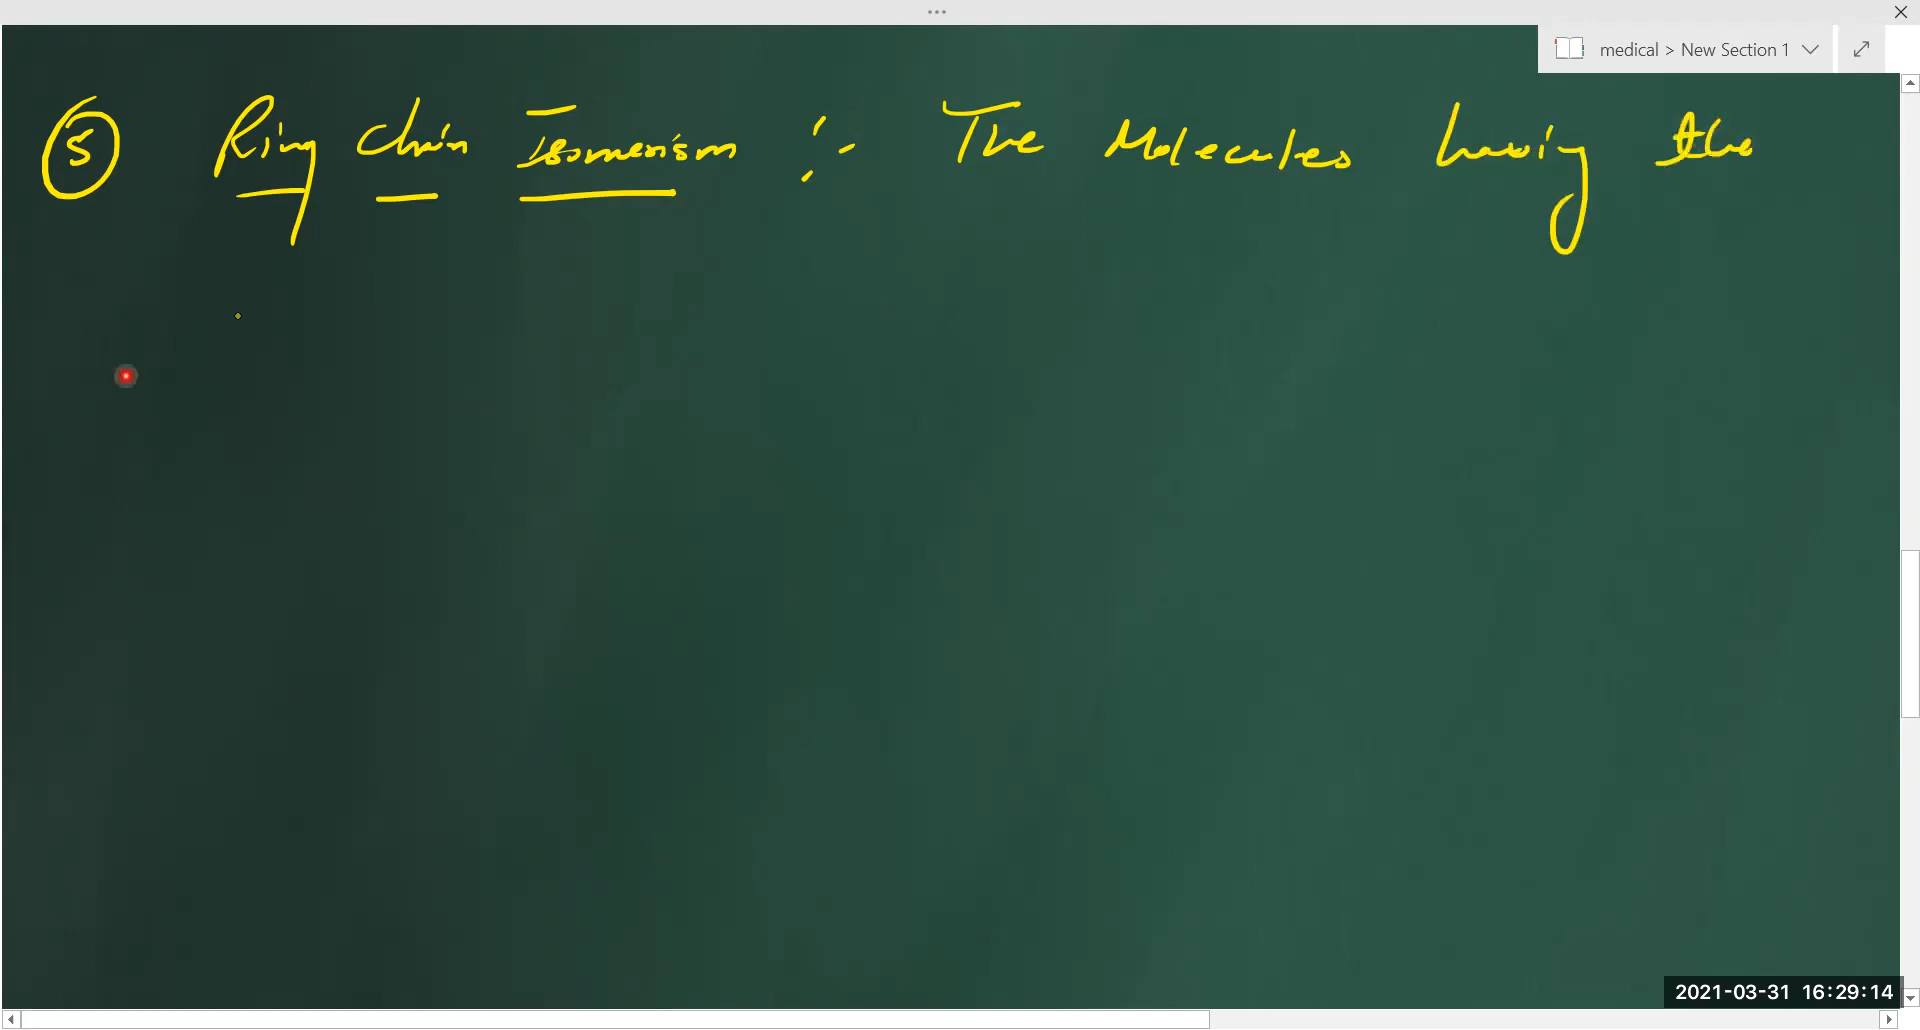 medical > New Section 1
5 Ring Chain Isomerism :- The Molecules having the
2021-03-31 16:29:14